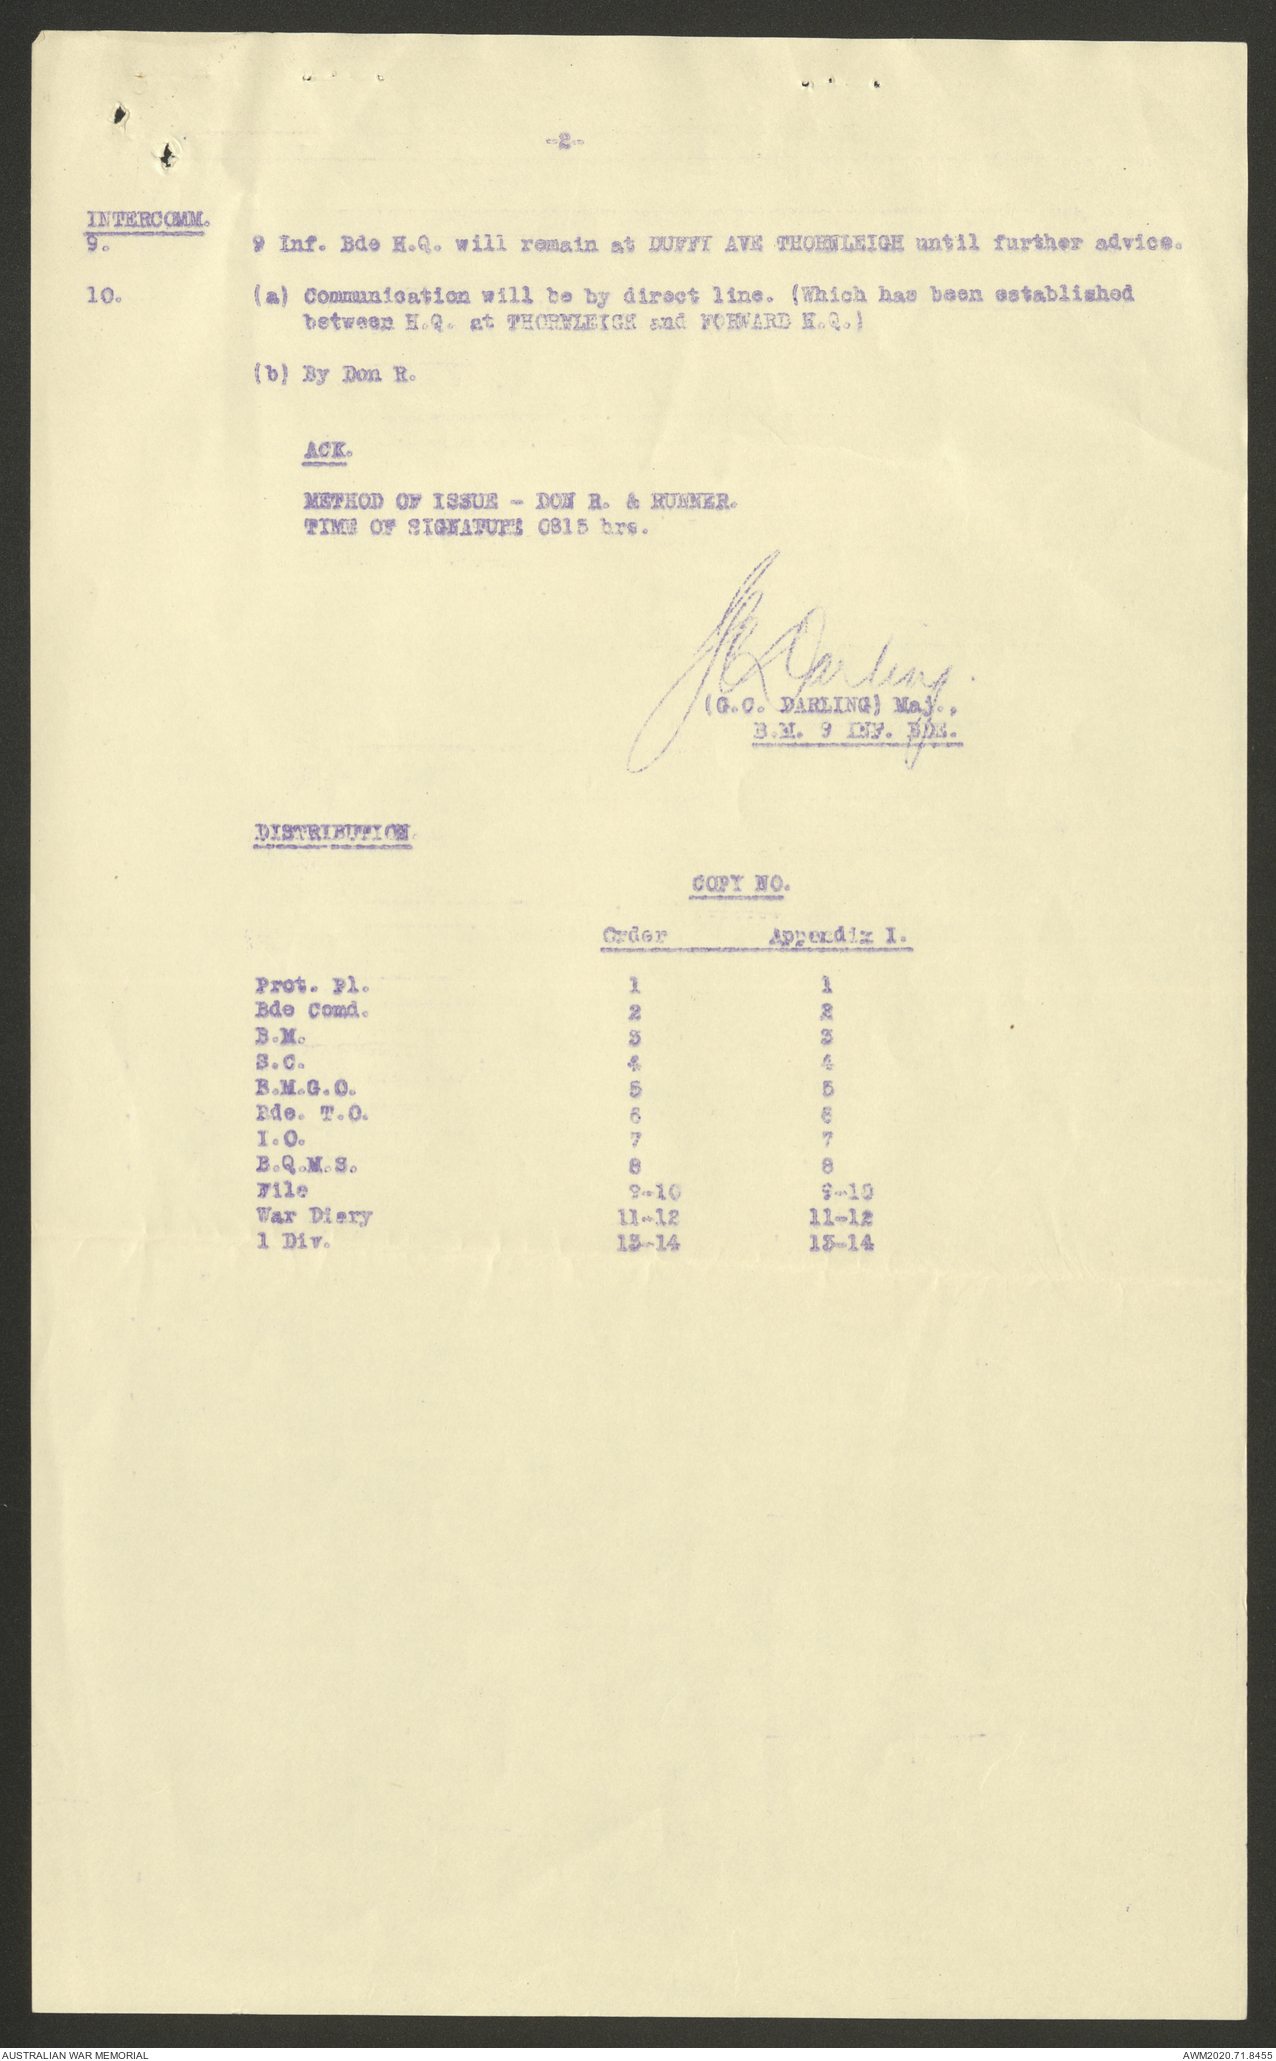 -2-
INTERCOMM.
9. 9 Inf. Bde H.Q. will remain at DUFFY AVE THORNLEIGH until further advice.
10. (a) Communication will be by direct line. (Which has been established
between H.Q. at THORNLEIGH and FORWARD H.Q.)
(b) By Don R.
ACK.
METHOD OF ISSUE - DON R. & RUNNER.
TIME OF SIGNATURE 0815 hrs.
GC Darling.
(G.C. DARLING) Maj.,
B.M. 9 INF. BDE.
DISTRIBUTION.
COPY NO.
Order Appendix I.
Prot. Pl. 1 1
Bde Comd. 2 2
B.M. 3 3
S.C. 4 4
B.M.G.O. 5 5
Bde. T.O. 6 6
I.O. 7 7
B.Q.M.S. 8 8
File 9-10 9-10
War Diary 11-12 11-12
1 Div. 13-14 13-14
AUSTRALIAN WAR MEMORIAL AWM2020.71.8455